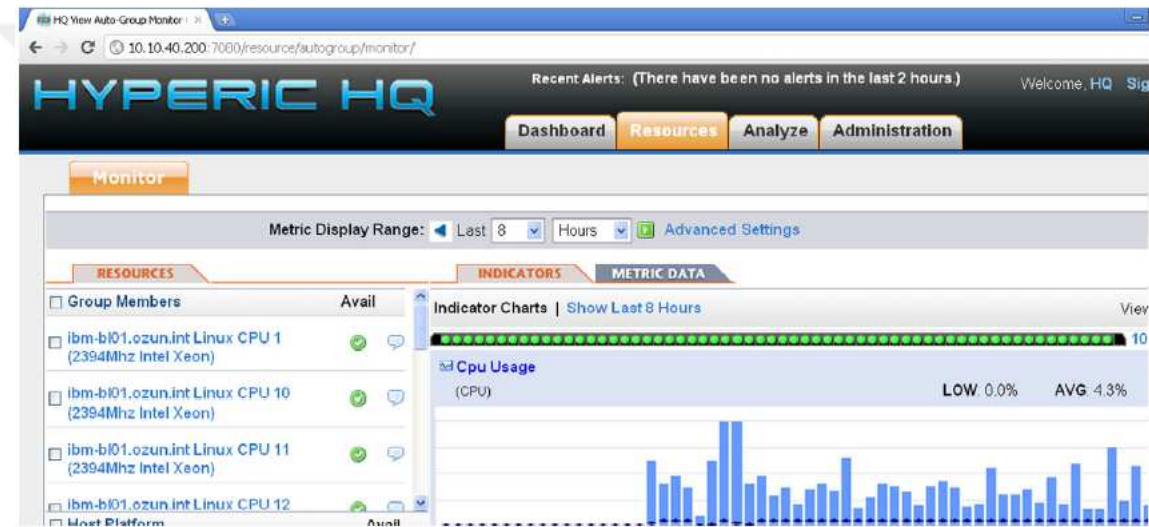 HQ View Auto-Group Monitor
10.10.40.200:7080/resource/autogroup/monitor/
HYPERIC HQ
Recent Alerts: (There have been no alerts in the last 2 hours.)
Welcome, HQ Sig
Dashboard
Resources
Analyze
Administration
Monitor
Metric Display Range: Last 8 Hours Advanced Settings
RESOURCES
INDICATORS
METRIC DATA
Group Members Avail
Indicator Charts | Show Last 8 Hours
View
10
ibm-bl01.ozun.int Linux CPU 1
(2394Mhz Intel Xeon)
Cpu Usage
(CPU)
LOW: 0.0% AVG: 4.3%
ibm-bl01.ozun.int Linux CPU 10
(2394Mhz Intel Xeon)
ibm-bl01.ozun.int Linux CPU 11
(2394Mhz Intel Xeon)
ibm-bl01.ozun.int Linux CPU 12
Host Platform Avail